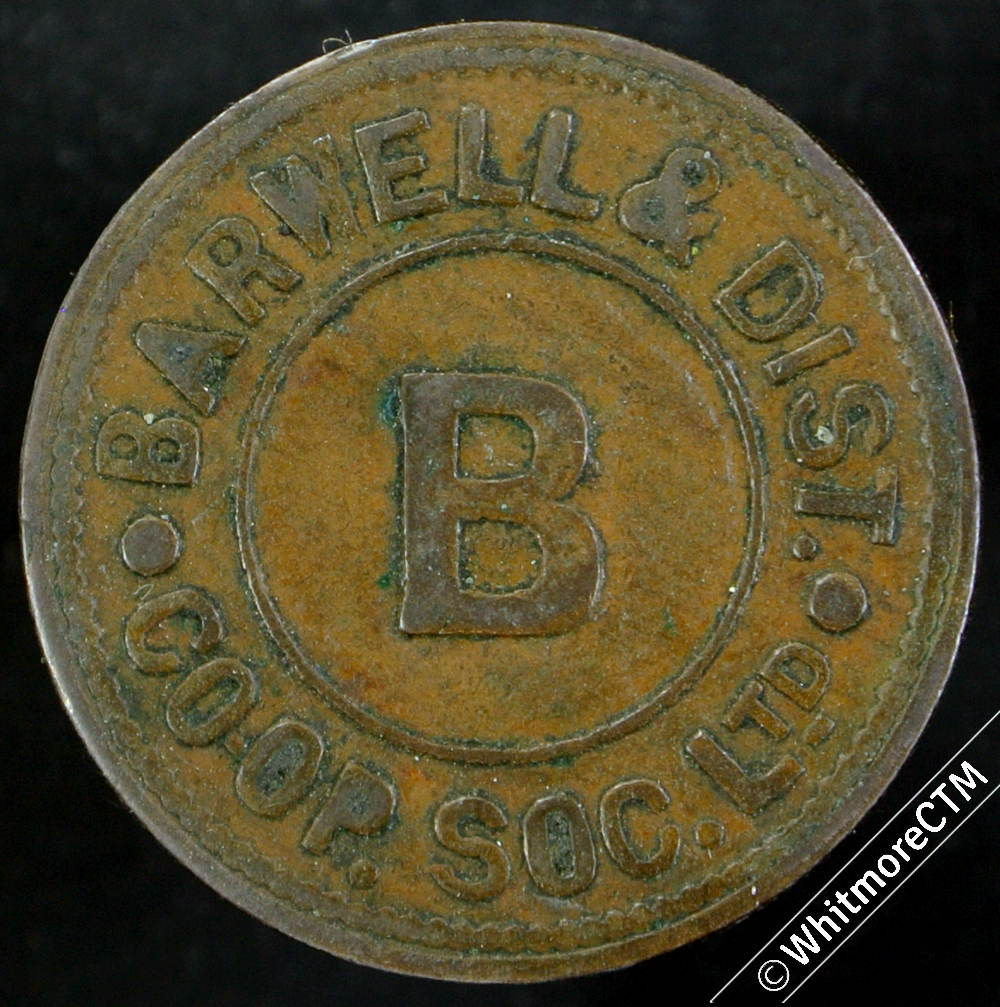 BARWELL & DIST.
CO-OP. SOC. LTD.
B
©WhitmoreCTM